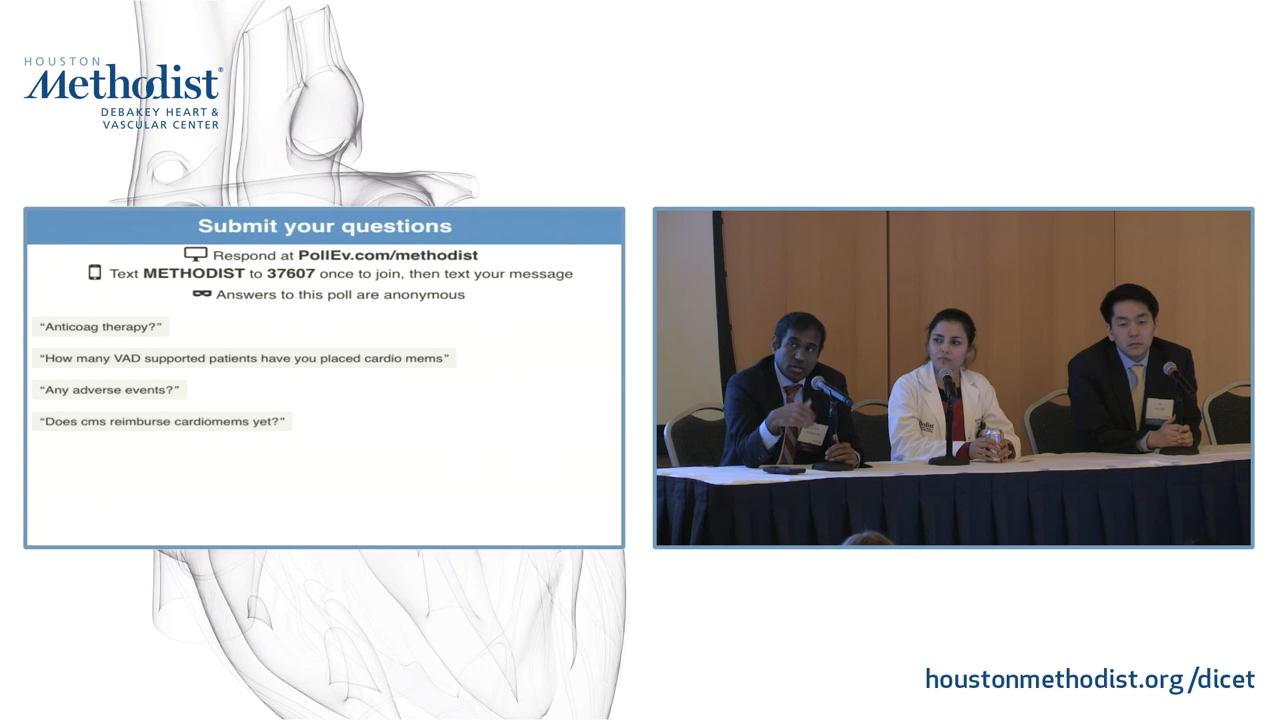 HOUSTON
Methodist®
DEBAKEY HEART &
VASCULAR CENTER
Submit your questions
Respond at PollEv.com/methodist
Text METHODIST to 37607 once to join, then text your message
Answers to this poll are anonymous
“Anticoag therapy?”
“How many VAD supported patients have you placed cardio mems”
“Any adverse events?”
“Does cms reimburse cardiomems yet?”
houstonmethodist.org/dicet